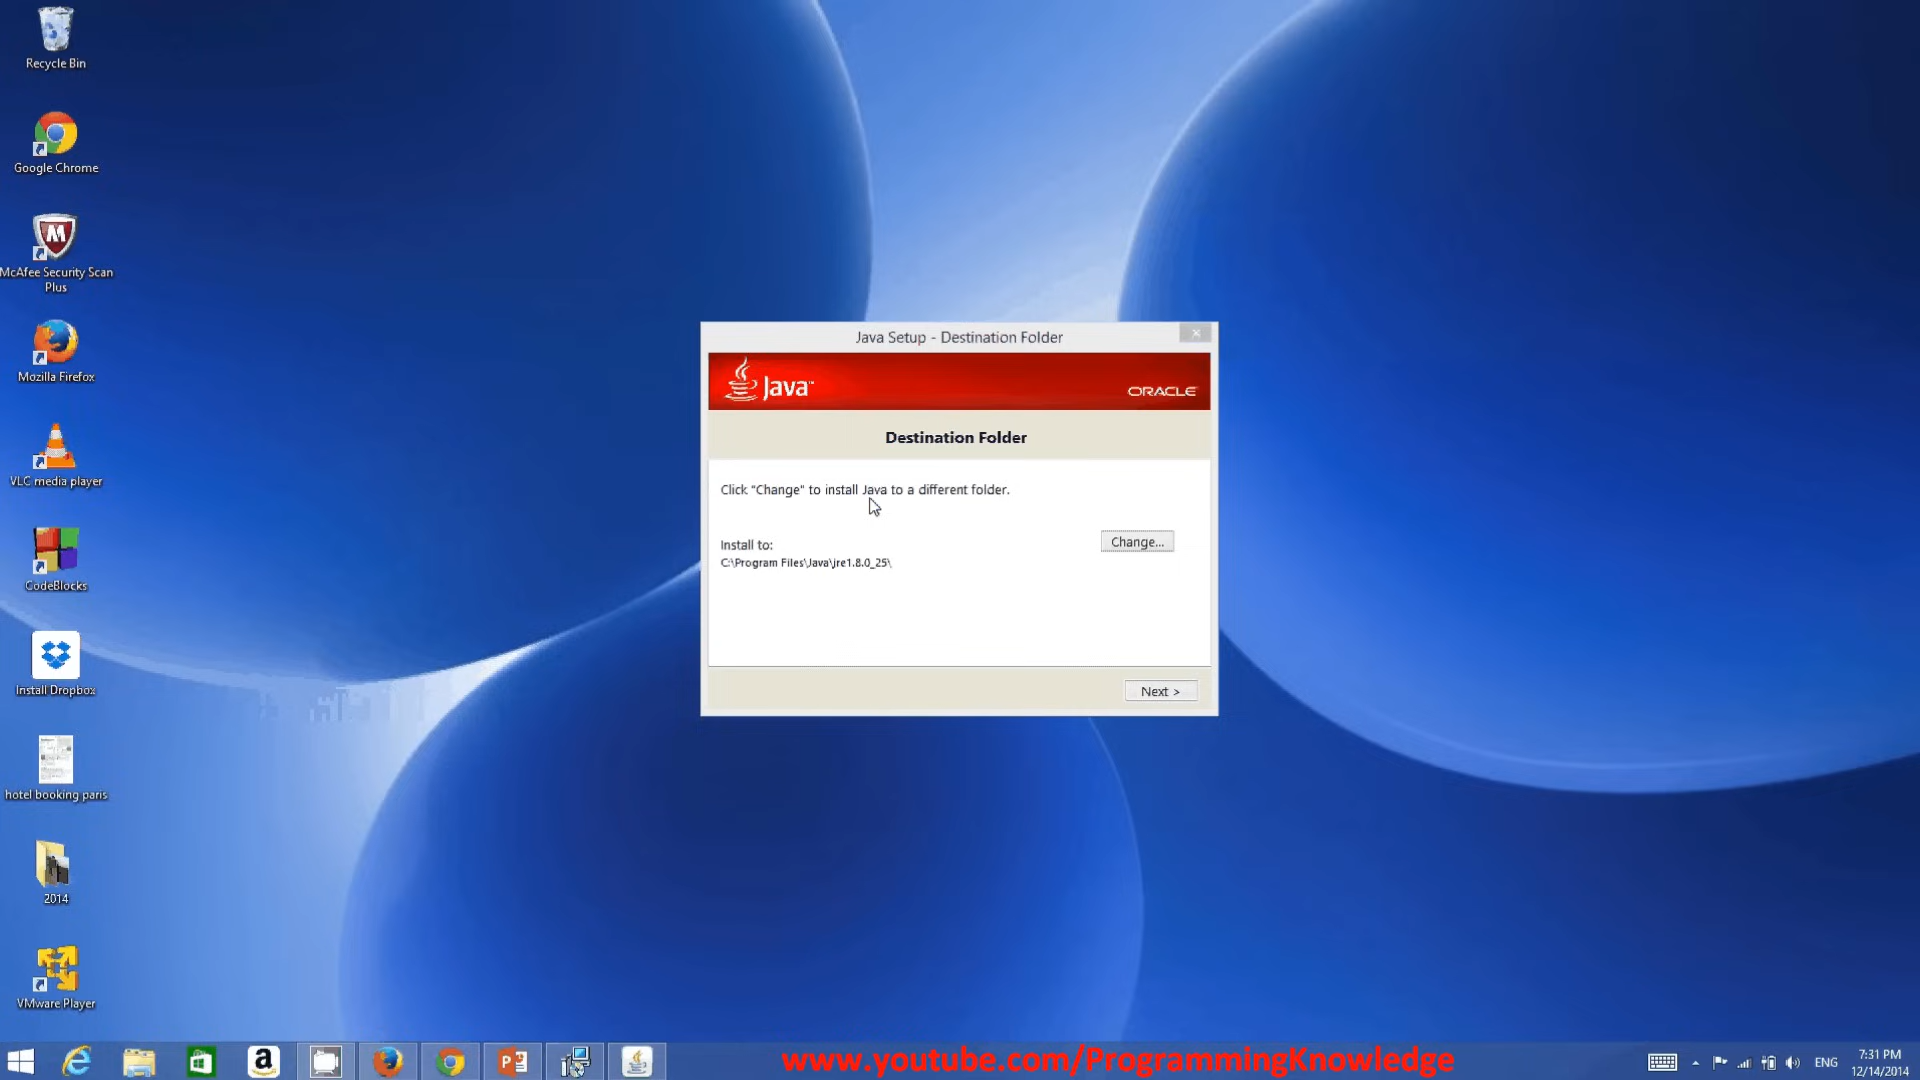 Recycle Bin
Google Chrome
McAfee Security Scan
Plus
Mozilla Firefox
VLC media player
CodeBlocks
Install Dropbox
hotel booking paris
2014
VMware Player
Java Setup - Destination Folder
Java™
ORACLE
Destination Folder
Click "Change" to install Java to a different folder.
Install to:
Change...
C:\Program Files\Java\jre1.8.0_25\
Next >
www.youtube.com/ProgrammingKnowledge
ENG
7:31 PM
12/14/2014